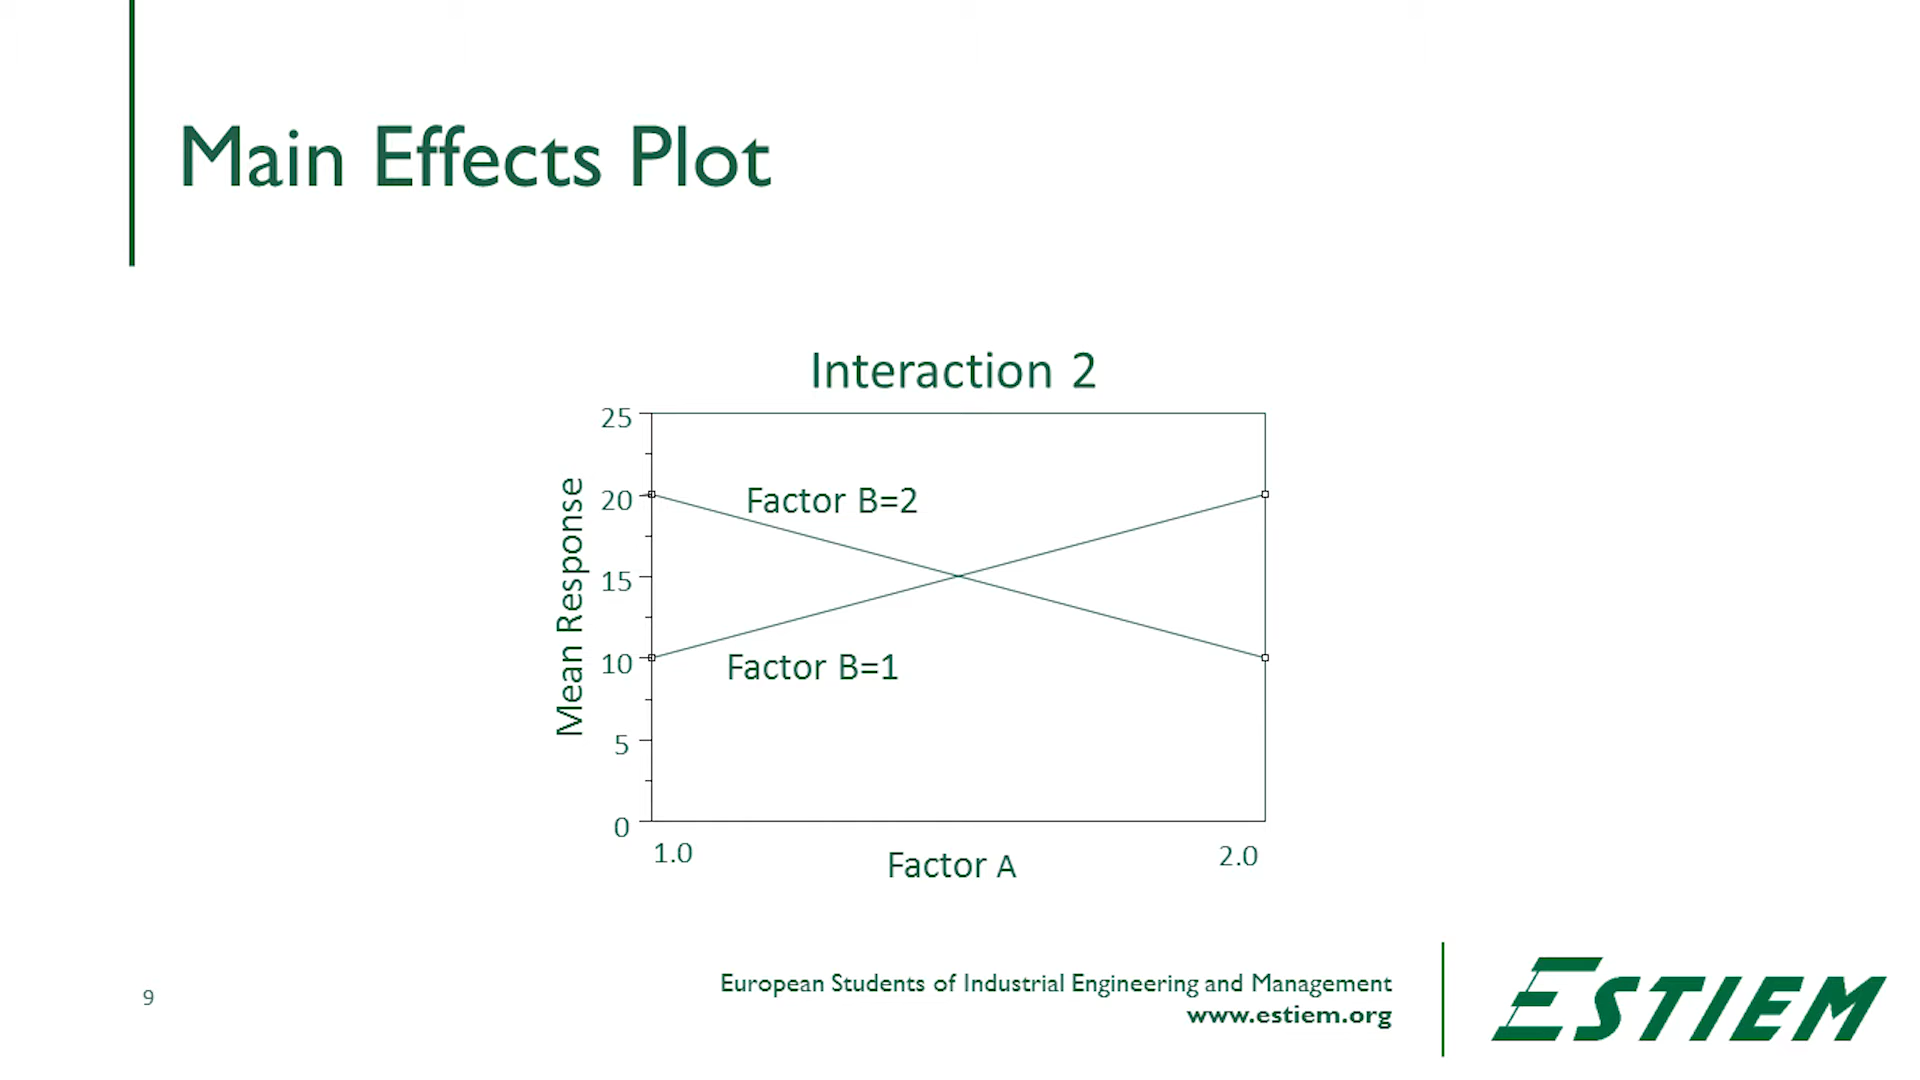 Main Effects Plot
Interaction 2
25
20
15
10
5
0
Mean Response
Factor B=2
Factor B=1
1.0
2.0
Factor A
9
European Students of Industrial Engineering and Management
www.estiem.org
ESTIEM